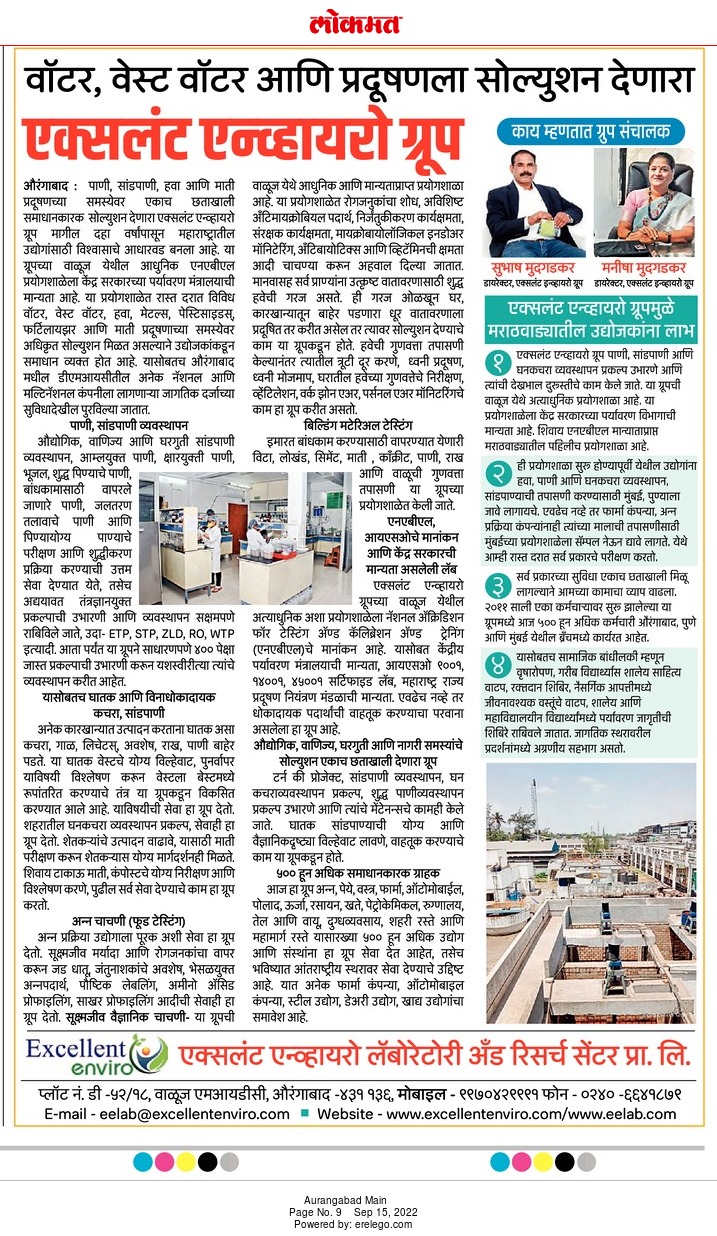 लोकमत
वॉटर, वेस्ट वॉटर आणि प्रदूषणला सोल्युशन देणारा
एक्सलंट एन्व्हायरो ग्रूप
औरंगाबाद : पाणी, सांडपाणी, हवा आणि माती
प्रदूषणच्या समस्येवर एकाच छताखाली
समाधानकारक सोल्युशन देणारा एक्सलंट एन्व्हायरो
ग्रूप मागील दहा वर्षापासून महाराष्ट्रातील
उद्योगांसाठी विश्वासाचे आधारवड बनला आहे. या
ग्रूपच्या वाळूज येथील आधुनिक एनएबीएल
प्रयोगशाळेला केंद्र सरकारच्या पर्यावरण मंत्रालयाची
मान्यता आहे. या प्रयोगशाळेत रास्त दरात विविध
वॉटर, वेस्ट वॉटर, हवा, मेटल्स, पेस्टिसाइडस्,
फर्टिलायझर आणि माती प्रदूषणाच्या समस्येवर
अधिकृत सोल्युशन मिळत असल्याने उद्योजकांकडून
समाधान व्यक्त होत आहे. यासोबतच औरंगाबाद
मधील डीएमआयसीतील अनेक नॅशनल आणि
मल्टिनॅशनल कंपनीला लागणाऱ्या जागतिक दर्जाच्या
सुविधादेखील पुरविल्या जातात.
पाणी, सांडपाणी व्यवस्थापन
औद्योगिक, वाणिज्य आणि घरगुती सांडपाणी
व्यवस्थापन, आम्लयुक्त पाणी, क्षारयुक्ती पाणी,
भूजल, शुद्ध पिण्याचे पाणी,
बांधकामासाठी वापरले
जाणारे पाणी, जलतरण
तलावाचे पाणी आणि
पिण्यायोग्य पाण्याचे
परीक्षण आणि शुद्धीकरण
प्रक्रिया करण्याची उत्तम
सेवा देण्यात येते, तसेच
अद्ययावत तंत्रज्ञानयुक्त
प्रकल्पाची उभारणी आणि व्यवस्थापन सक्षमपणे
राबिविले जाते, उदा- ETP, STP, ZLD, RO, WTP
इत्यादी. आता पर्यंत या ग्रूपने साधारणपणे ४०० पेक्षा
जास्त प्रकल्पाची उभारणी करून यशस्वीरीत्या त्यांचे
व्यवस्थापन करीत आहेत.
यासोबतच घातक आणि विनाधोकादायक
कचरा, सांडपाणी
अनेक कारखान्यात उत्पादन करताना घातक असा
कचरा, गाळ, लिचेटस्, अवशेष, राख, पाणी बाहेर
पडते. या घातक वेस्टचे योग्य विल्हेवाट, पुनर्वापर
याविषयी विश्लेषण करून वेस्टला बेस्टमध्ये
रूपांतरित करण्याचे तंत्र या ग्रूपकडून विकसित
करण्यात आले आहे. याविषयीची सेवा हा ग्रूप देतो.
शहरातील घनकचरा व्यवस्थापन प्रकल्प, सेवाही हा
ग्रूप देतो. शेतकऱ्यांचे उत्पादन वाढावे, यासाठी माती
परीक्षण करून शेतकऱ्यास योग्य मार्गदर्शनही मिळते.
शिवाय टाकाऊ माती, कंपोस्टचे योग्य निरीक्षण आणि
विश्लेषण करणे, पुढील सर्व सेवा देण्याचे काम हा ग्रूप
करतो.
अन्न चाचणी (फूड टेस्टिंग)
अन्न प्रक्रिया उद्योगाला पूरक अशी सेवा हा ग्रूप
देतो. सूक्ष्मजीव मर्यादा आणि रोगजनकांचा वापर
करून जड धातू, जंतुनाशकांचे अवशेष, भेसळयुक्त
अन्नपदार्थ, पौष्टिक लेबलिंग, अमीनो ॲसिड
प्रोफाइलिंग, साखर प्रोफाइलिंग आदीची सेवाही हा
ग्रूप देतो. सूक्ष्मजीव वैज्ञानिक चाचणी- या ग्रूपची
वाळूज येथे आधुनिक आणि मान्यताप्राप्त प्रयोगशाळा
आहे. या प्रयोगशाळेत रोगजनुकांचा शोध, अविशिष्ट
अँटिमायक्रोबियल पदार्थ, निर्जंतुकीकरण कार्यक्षमता,
संरक्षक कार्यक्षमता, मायक्रोबायोलॉजिकल इनडोअर
मॉनिटेरिंग, अँटिबायोटिक्स आणि व्हिटॅमिनची क्षमता
आदी चाचण्या करून अहवाल दिल्या जातात.
मानवासह सर्व प्राण्यांना उत्कृष्ट वातावरणासाठी शुद्ध
हवेची गरज असते. ही गरज ओळखून घर,
कारखान्यातून बाहेर पडणारा धूर वातावरणाला
प्रदूषित तर करीत असेल तर त्यावर सोल्युशन देण्याचे
काम या ग्रूपकडून होते. हवेची गुणवत्ता तपासणी
केल्यानंतर त्यातील त्रूटी दूर करणे, ध्वनी प्रदूषण,
ध्वनी मोजमाप, घरातील हवेच्या गुणवत्तेचे निरीक्षण,
व्हेंटिलेशन, वर्क झोन एअर, पर्सनल एअर मॉनिटरिंगचे
काम हा ग्रूप करीत असतो.
बिल्डिंग मटेरिअल टेस्टिंग
इमारत बांधकाम करण्यासाठी वापरण्यात येणारी
विटा, लोखंड, सिमेंट, माती , काँक्रीट, पाणी, राख
आणि वाळूची गुणवत्ता
तपासणी या ग्रूपच्या
प्रयोगशाळेत केली जाते.
एनएबीएल,
आयएसओचे मानांकन
आणि केंद्र सरकारची
मान्यता असलेली लॅब
एक्सलंट एन्व्हायरो
ग्रूपच्या वाळूज येथील
अत्याधुनिक अशा प्रयोगशाळेला नॅशनल ॲक्रिडिशन
फॉर टेस्टिंग ॲण्ड कॅलिब्रेशन ॲण्ड ट्रेनिंग
(एनएबीएल)चे मानांकन आहे. यासोबत केंद्रीय
पर्यावरण मंत्रालयाची मान्यता, आयएसओ ९००१,
१४००१, ४५००१ सर्टिफाइड लॅब, महाराष्ट्र राज्य
प्रदूषण नियंत्रण मंडळाची मान्यता. एवढेच नव्हे तर
धोकादायक पदार्थाची वाहतूक करण्याचा परवाना
असलेला हा ग्रूप आहे.
औद्योगिक, वाणिज्य, घरगुती आणि नागरी समस्यांचे
सोल्युशन एकाच छताखाली देणारा ग्रूप
टर्न की प्रोजेक्ट, सांडपाणी व्यवस्थापन, घन
कचराव्यवस्थापन प्रकल्प, शुद्ध पाणीव्यवस्थापन
प्रकल्प उभारणे आणि त्यांचे मेंटेनन्सचे कामही केले
जाते. घातक सांडपाण्याची योग्य आणि
वैज्ञानिकदृष्ट्या विल्हेवाट लावणे, वाहतूक करण्याचे
काम या ग्रूपकडून होते.
५०० हून अधिक समाधानकारक ग्राहक
आज हा ग्रूप अन्न, पेये, वस्त्र, फार्मा, ऑटोमोबाईल,
पोलाद, ऊर्जा, रसायन, खते, पेट्रोकेमिकल, रुग्णालय,
तेल आणि वायू, दुग्धव्यवसाय, शहरी रस्ते आणि
महामार्ग रस्ते यासारख्या ५०० हून अधिक उद्योग
आणि संस्थांना हा ग्रूप सेवा देत आहेत, तसेच
भविष्यात आंतराष्ट्रीय स्थरावर सेवा देण्याचे उद्दिष्ट
आहे. यात अनेक फार्मा कंपन्या, ऑटोमोबाइल
कंपन्या, स्टील उद्योग, डेअरी उद्योग, खाद्य उद्योगांचा
समावेश आहे.
काय म्हणतात ग्रुप संचालक
सुभाष मुदगडकर
डायरेक्टर, एक्सलंट इन्व्हायरो ग्रूप
मनीषा मुदगडकर
डायरेक्टर, एक्सलंट इन्व्हायरो ग्रूप
एक्सलंट एन्व्हायरो ग्रूपमुळे
मराठवाड्यातील उद्योजकांना लाभ
१ एक्सलंट एन्व्हायरो ग्रूप पाणी, सांडपाणी आणि
घनकचरा व्यवस्थापन प्रकल्प उभारणे आणि
त्यांची देखभाल दुरुस्तीचे काम केले जाते. या ग्रूपची
वाळूज येथे अत्याधुनिक प्रयोगशाळा आहे. या
प्रयोगशाळेला केंद्र सरकारच्या पर्यावरण विभागाची
मान्यता आहे. शिवाय एनएबीएल मान्यताप्राप्त
मराठवाड्यातील पहिलीच प्रयोगशाळा आहे.
२ ही प्रयोगशाळा सुरू होण्यापूर्वी येथील उद्योगांना
हवा, पाणी आणि घनकचरा व्यवस्थापन,
सांडपाण्याची तपासणी करण्यासाठी मुंबई, पुण्याला
जावे लागायचे. एवढेच नव्हे तर फार्मा कंपन्या, अन्न
प्रक्रिया कंपन्यांनाही त्यांच्या मालाची तपासणीसाठी
मुंबईच्या प्रयोगशाळेला सॅम्पल नेऊन द्यावे लागते. येथे
आम्ही रास्त दरात सर्व प्रकारचे परीक्षण करतो.
३ सर्व प्रकारच्या सुविधा एकाच छताखाली मिळू
लागल्याने आमच्या कामाचा व्याप वाढला.
२०११ साली एका कर्मचाऱ्यावर सुरु झालेल्या या
ग्रूपमध्ये आज ५०० हून अधिक कर्मचारी औरंगाबाद, पुणे
आणि मुंबई येथील ब्रँचमध्ये कार्यरत आहेत.
४ यासोबतच सामाजिक बांधीलकी म्हणून
वृषारोपण, गरीब विद्यार्थ्यास शालेय साहित्य
वाटप, रक्तदान शिबिर, नैसर्गिक आपत्तीमध्ये
जीवनावश्यक वस्तूंचे वाटप, शालेय आणि
महाविद्यालयीन विद्यार्थ्यांमध्ये पर्यावरण जागृतीची
शिबिरे राबिवले जातात. जागतिक स्थरावरील
प्रदर्शनांमध्ये अग्रणीय सहभाग असतो.
Excellent
enviro
एक्सलंट एन्व्हायरो लॅबोरेटोरी अँड रिसर्च सेंटर प्रा. लि.
प्लॉट नं. डी -५२/१८, वाळूज एमआयडीसी, औरंगाबाद -४३१ १३६, मोबाइल - ९९७०४२९९९१ फोन - ०२४० -६६४१८७९
E-mail - eelab@excellentenviro.com ■ Website - www.excellentenviro.com/www.eelab.com
Aurangabad Main
Page No. 9 Sep 15, 2022
Powered by: erelego.com